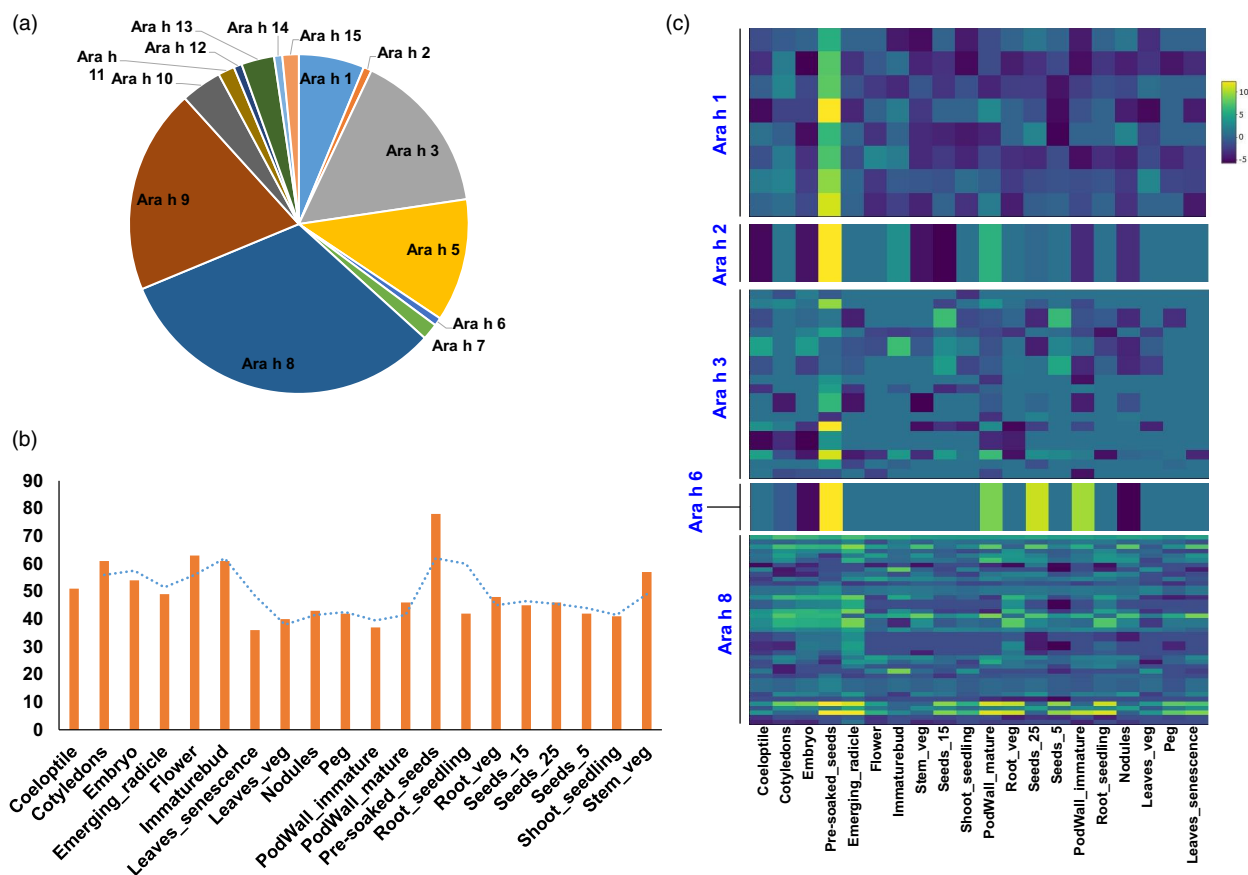 (a)
Ara h 13
Ara h 14
Ara h 15
Ara h 12
Ara h 2
Ara h
11
Ara h 10
Ara h 1
Ara h 3
Ara h 9
Ara h 5
Ara h 6
Ara h 7
Ara h 8
(b)
90
80
70
60
50
40
30
20
10
0
Coeloptile
Cotyledons
Embryo
Emerging_radicle
Flower
Immaturebud
Leaves_senescence
Leaves_veg
Nodules
Peg
PodWall_immature
PodWall_mature
Pre-soaked_seeds
Root_seedling
Root_veg
Seeds_15
Seeds_25
Seeds_5
Shoot_seedling
Stem_veg
(c)
Ara h 1
Ara h 2
Ara h 3
Ara h 6
Ara h 8
10
5
0
-5
Coeloptile
Cotyledons
Embryo
Pre-soaked_seeds
Emerging_radicle
Flower
Immaturebud
Stem_veg
Seeds_15
Shoot_seedling
PodWall_mature
Root_veg
Seeds_25
Seeds_5
PodWall_immature
Root_seedling
Nodules
Leaves_veg
Peg
Leaves_senescence